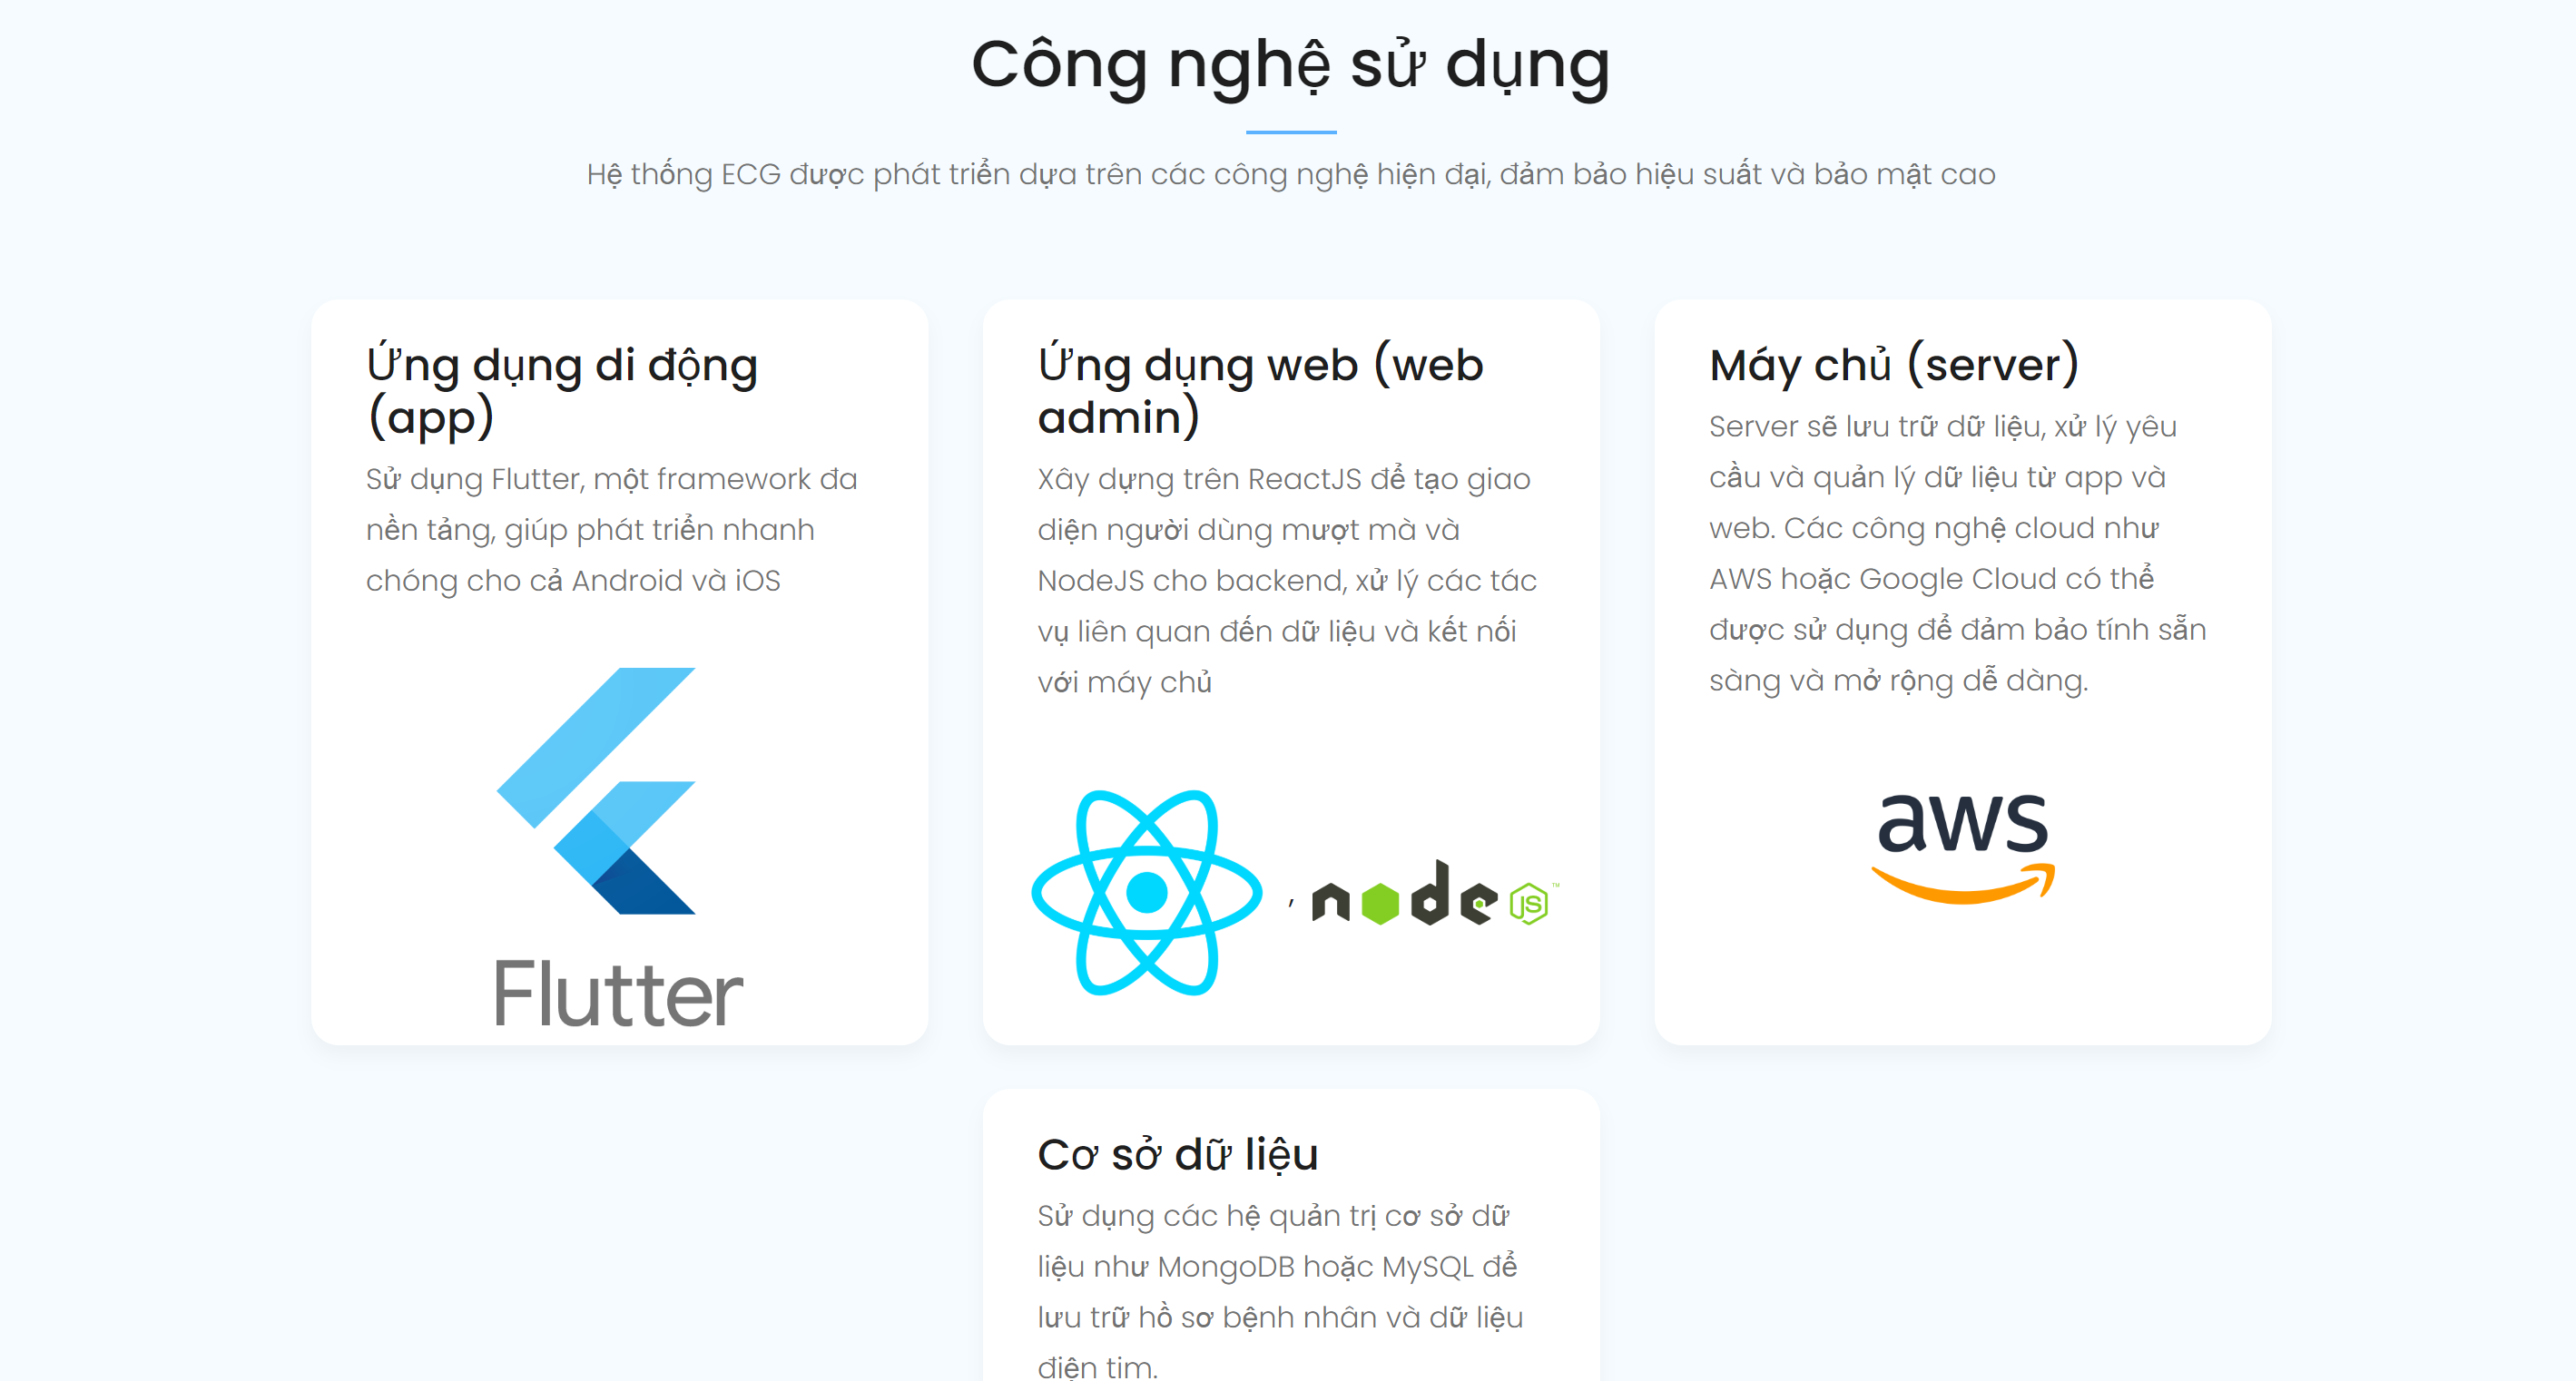 Công nghệ sử dụng
Hệ thống ECG được phát triển dựa trên các công nghệ hiện đại, đảm bảo hiệu suất và bảo mật cao
Ứng dụng di động
(app)
Sử dụng Flutter, một framework đa
nền tảng, giúp phát triển nhanh
chóng cho cả Android và iOS
Flutter
Ứng dụng web (web
admin)
Xây dựng trên ReactJS để tạo giao
diện người dùng mượt mà và
NodeJS cho backend, xử lý các tác
vụ liên quan đến dữ liệu và kết nối
với máy chủ
, node JS™
Máy chủ (server)
Server sẽ lưu trữ dữ liệu, xử lý yêu
cầu và quản lý dữ liệu từ app và
web. Các công nghệ cloud như
AWS hoặc Google Cloud có thể
được sử dụng để đảm bảo tính sẵn
sàng và mở rộng dễ dàng.
aws
Cơ sở dữ liệu
Sử dụng các hệ quản trị cơ sở dữ
liệu như MongoDB hoặc MySQL để
lưu trữ hồ sơ bệnh nhân và dữ liệu
điện tim.